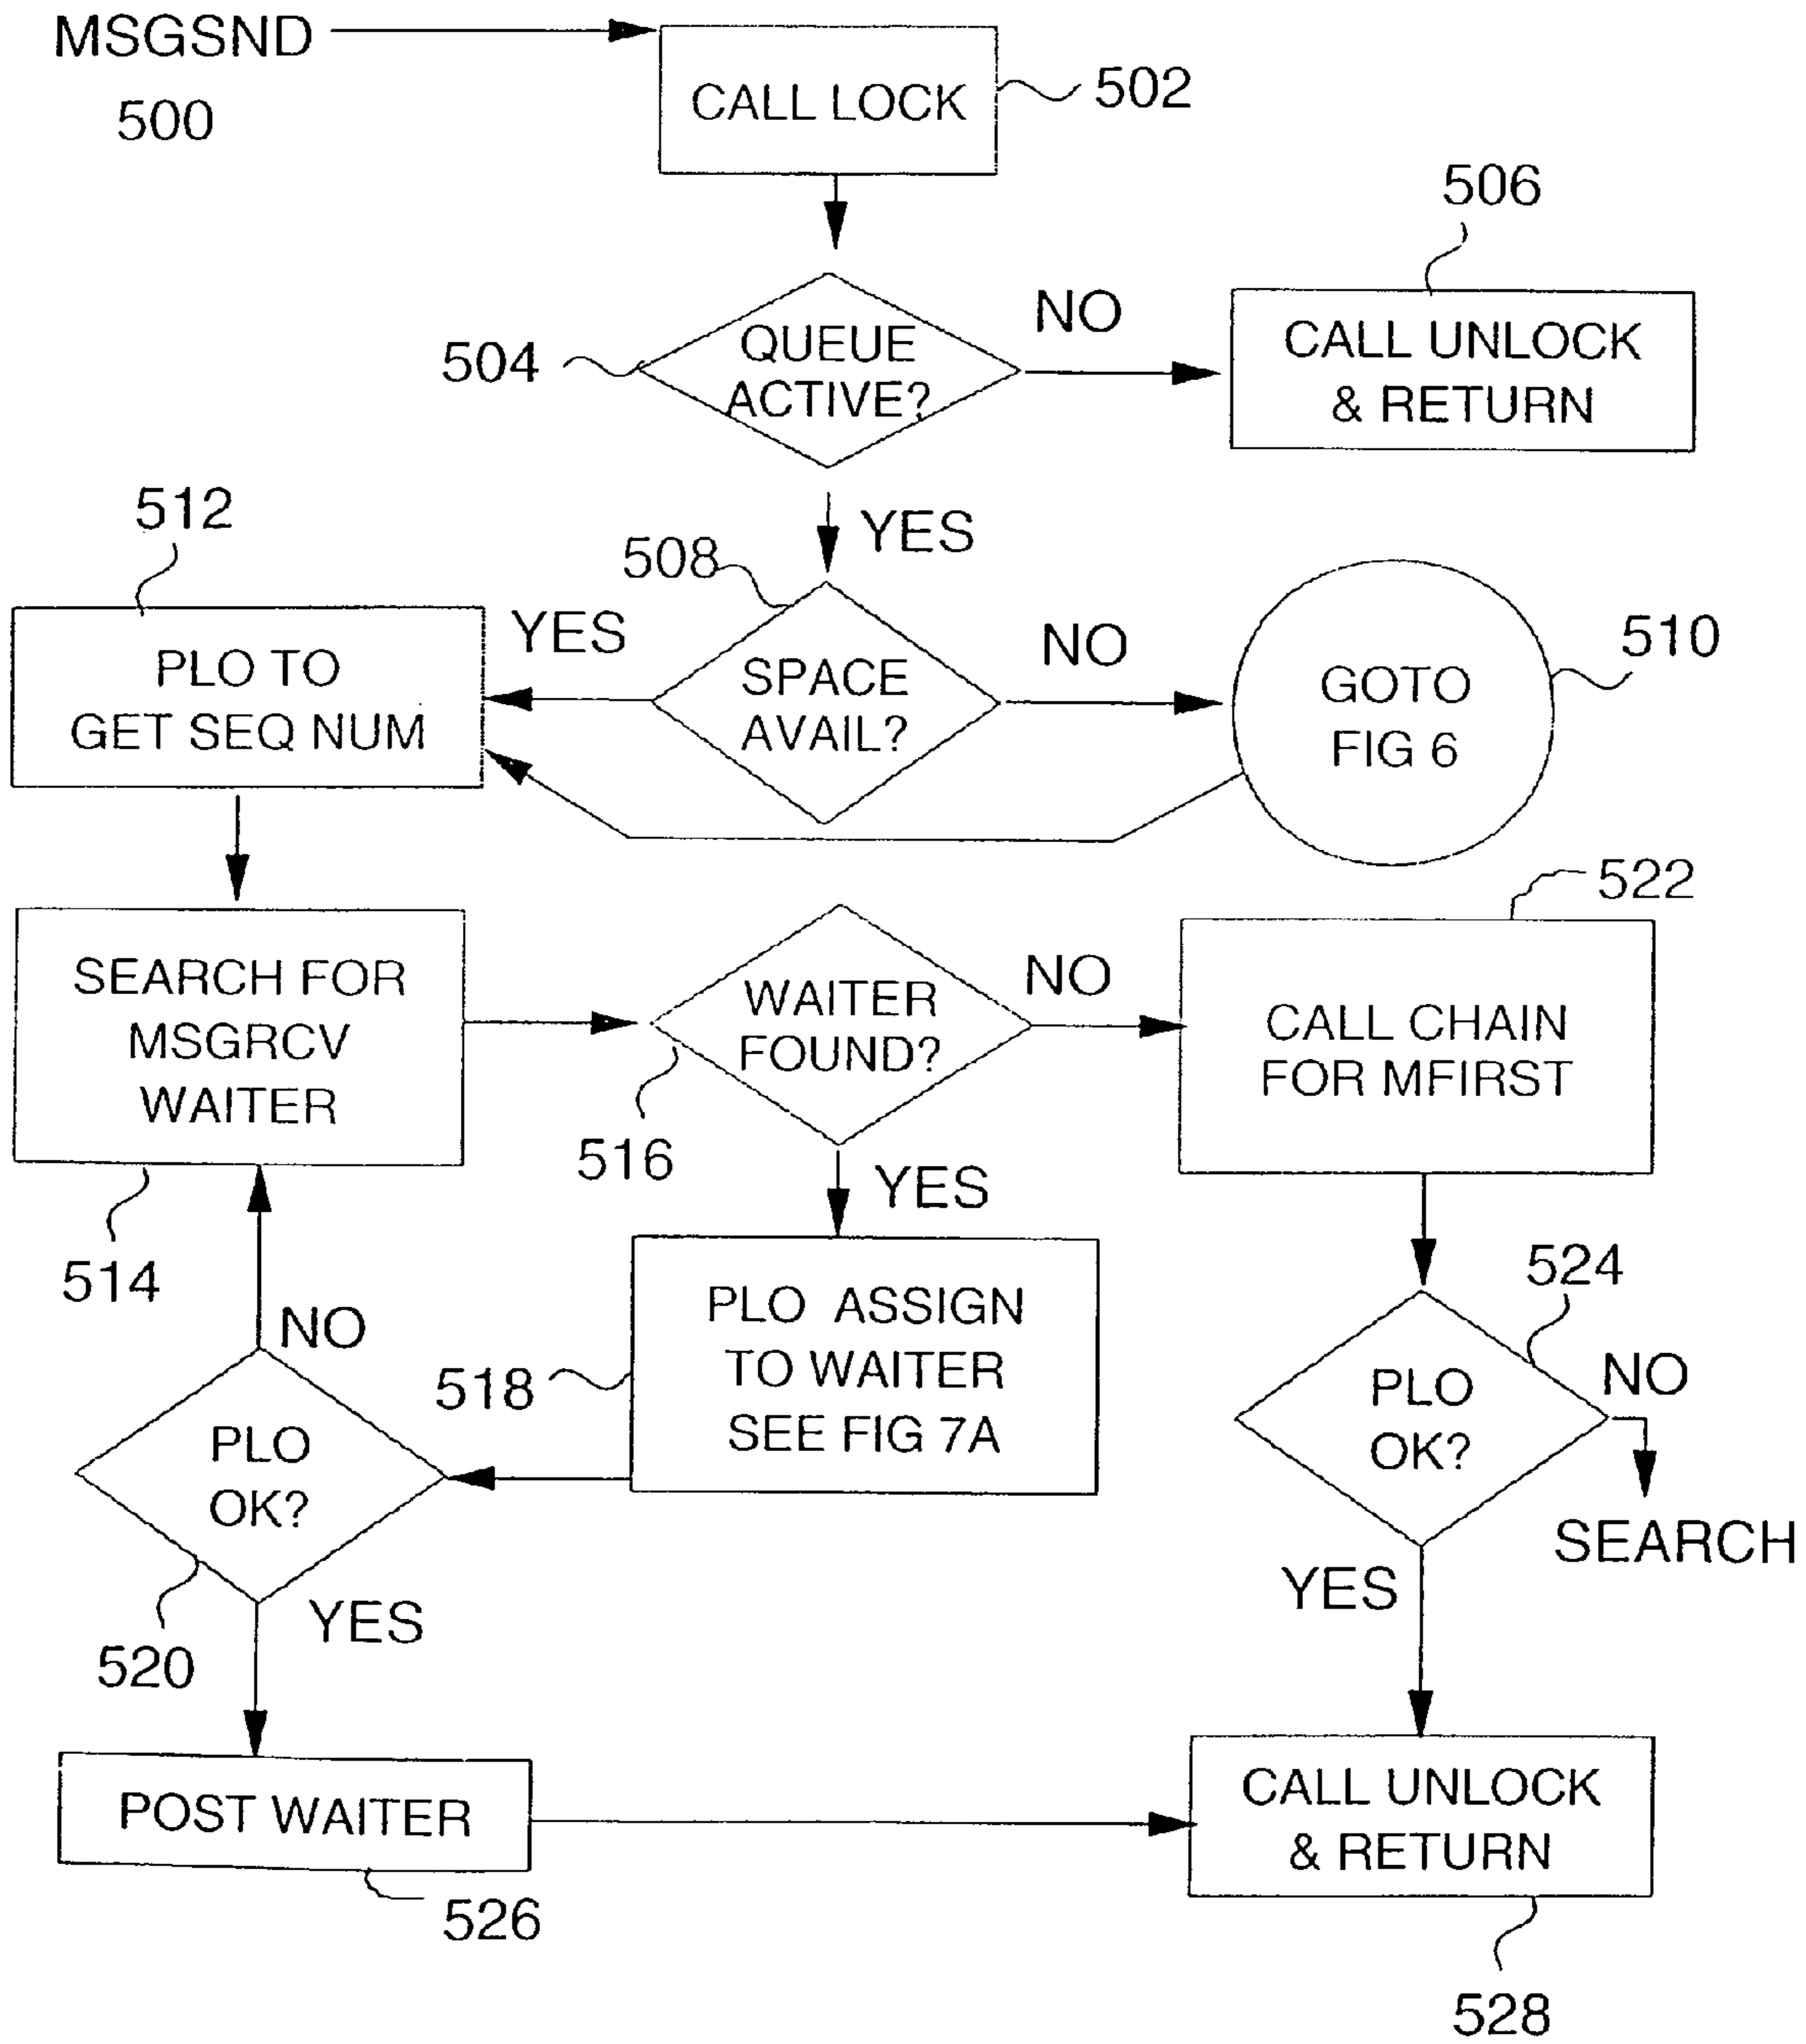 MSGSND
500
CALL LOCK
502
506
504
QUEUE
ACTIVE?
NO
CALL UNLOCK
& RETURN
YES
512
508
YES
NO
510
PLO TO
GET SEQ NUM
SPACE
AVAIL?
GOTO
FIG 6
522
SEARCH FOR
MSGRCV
WAITER
WAITER
FOUND?
NO
CALL CHAIN
FOR MFIRST
516
YES
514
NO
PLO ASSIGN
TO WAITER
SEE FIG 7A
518
524
PLO
OK?
NO
SEARCH
PLO
OK?
YES
520
YES
POST WAITER
526
CALL UNLOCK
& RETURN
528